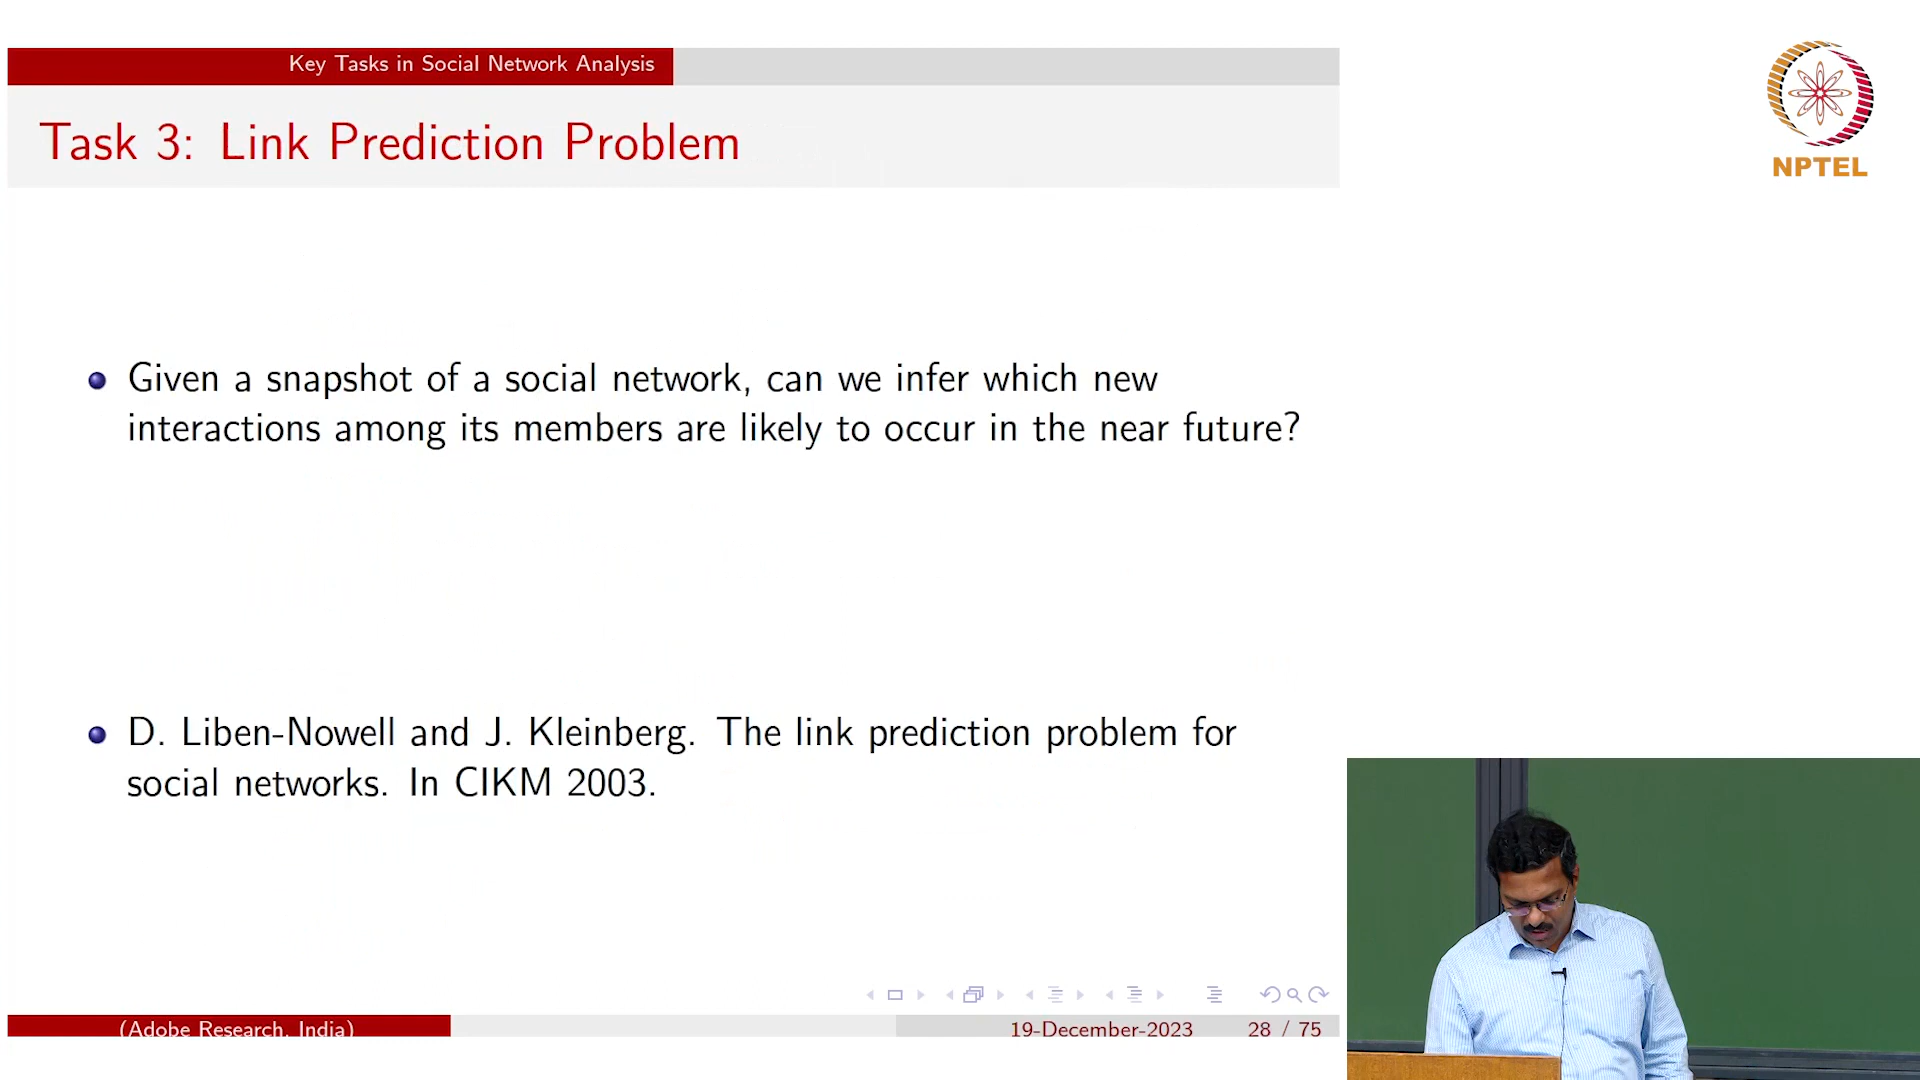 Key Tasks in Social Network Analysis
Task 3: Link Prediction Problem
NPTEL
Given a snapshot of a social network, can we infer which new
interactions among its members are likely to occur in the near future?
D. Liben-Nowell and J. Kleinberg. The link prediction problem for
social networks. In CIKM 2003.
(Adobe Research, India)
19-December-2023
28 / 75